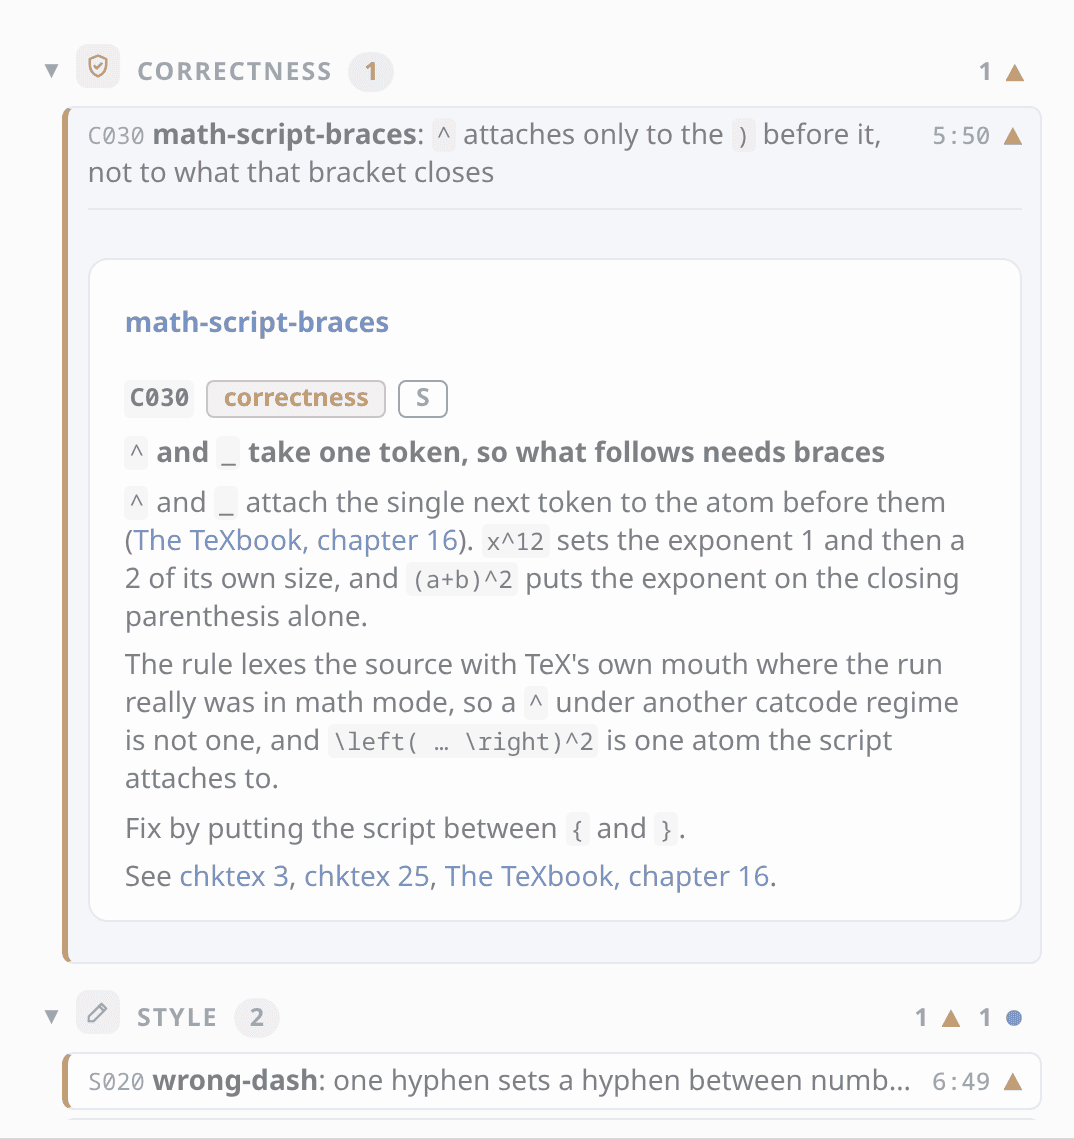 ▼ CORRECTNESS 1 1 ▲
C030 math-script-braces: ^ attaches only to the ) before it, 5:50 ▲
not to what that bracket closes
math-script-braces
C030 correctness S
^ and _ take one token, so what follows needs braces
^ and _ attach the single next token to the atom before them
(The TeXbook, chapter 16). x^12 sets the exponent 1 and then a
2 of its own size, and (a+b)^2 puts the exponent on the closing
parenthesis alone.
The rule lexes the source with TeX's own mouth where the run
really was in math mode, so a ^ under another catcode regime
is not one, and \left( … \right)^2 is one atom the script
attaches to.
Fix by putting the script between { and }.
See chktex 3, chktex 25, The TeXbook, chapter 16.
▼ STYLE 2 1 ▲ 1 ●
S020 wrong-dash: one hyphen sets a hyphen between numb… 6:49 ▲